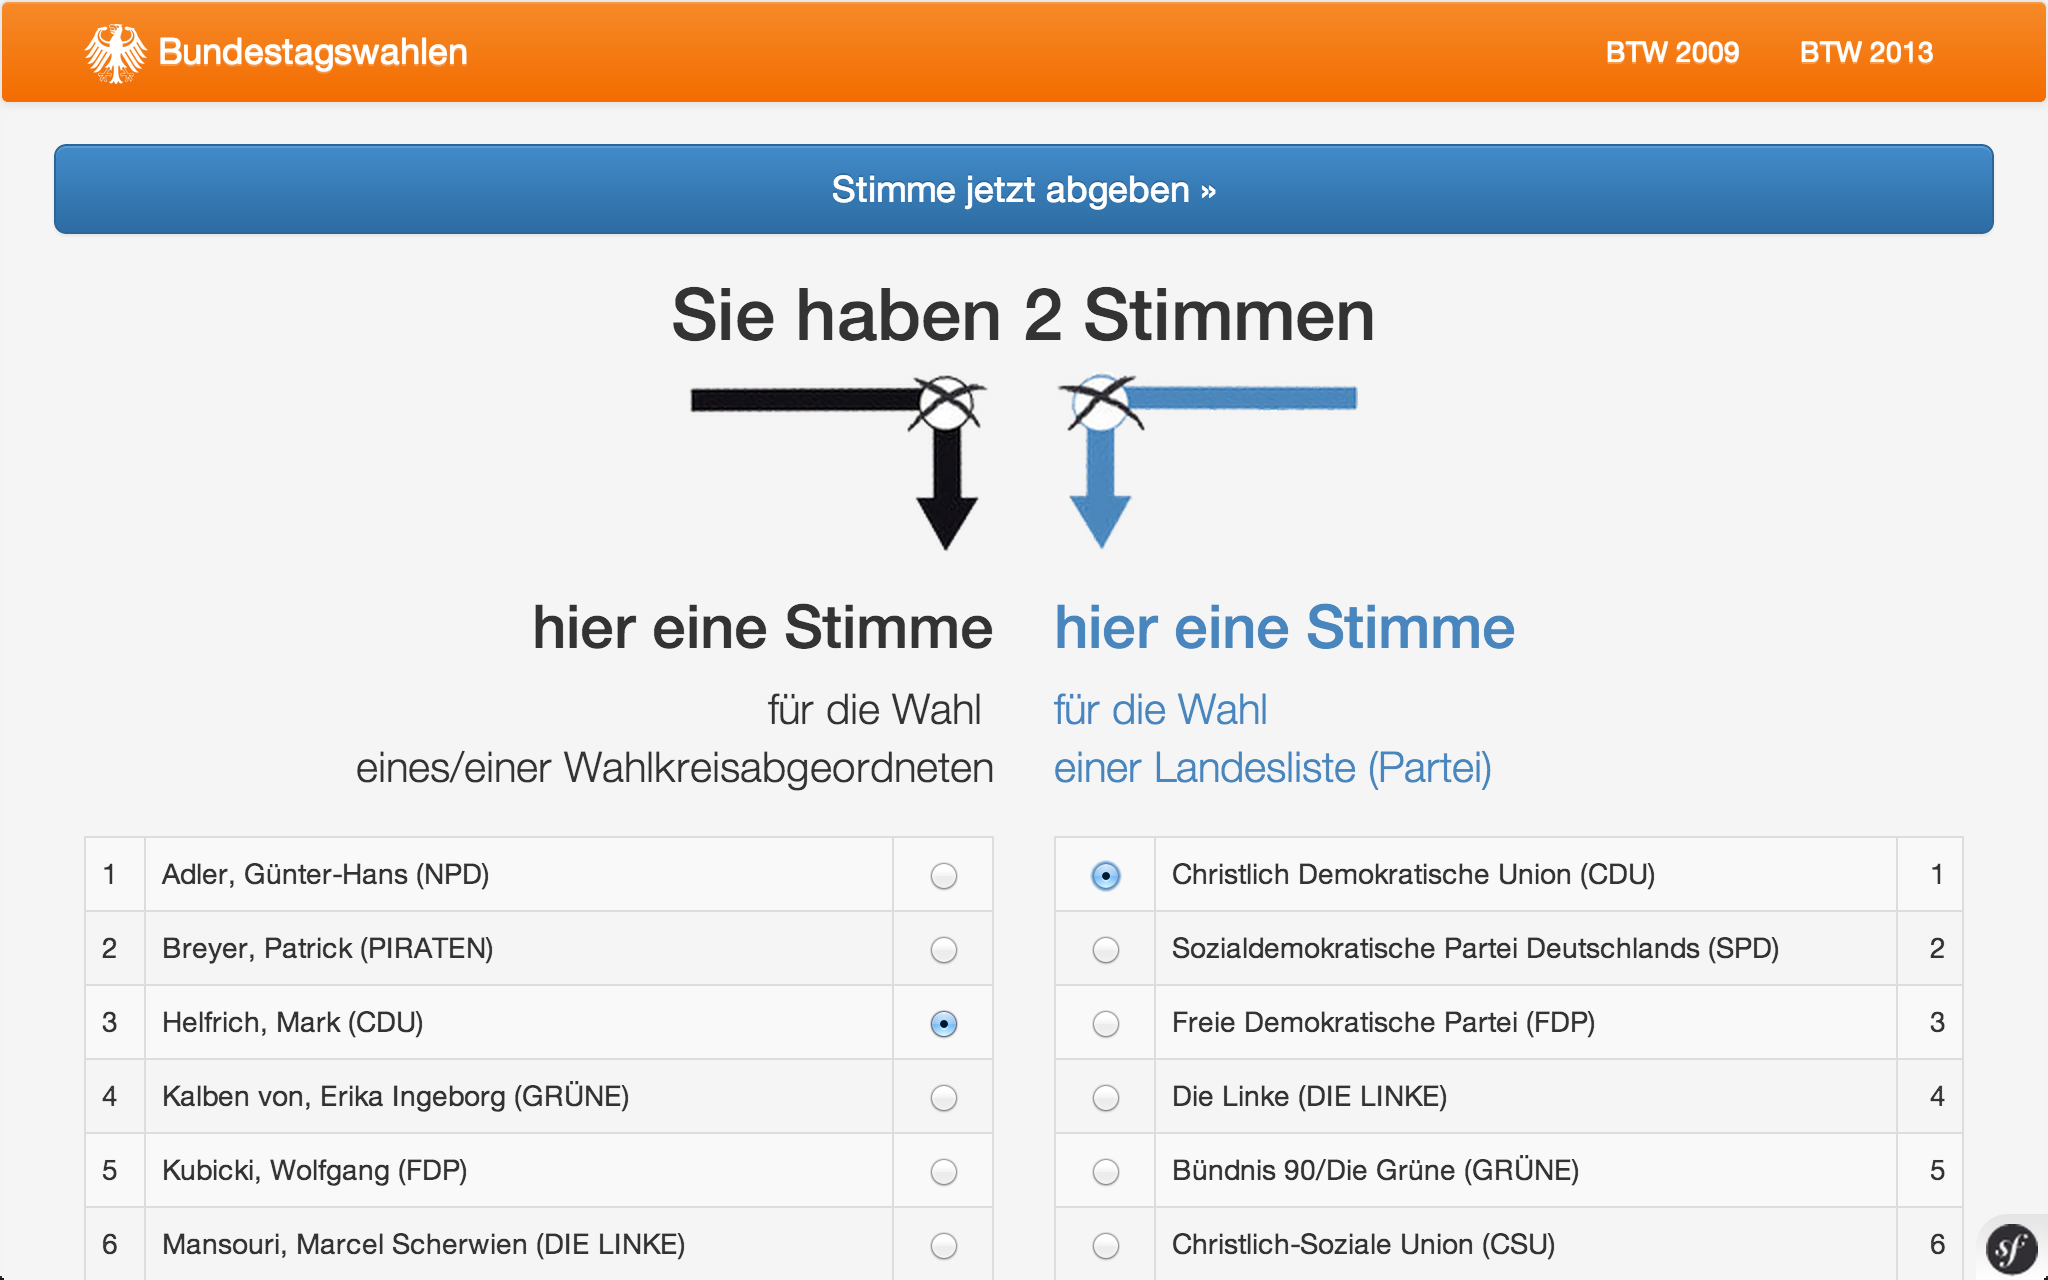 Bundestagswahlen BTW 2009 BTW 2013
Stimme jetzt abgeben »
Sie haben 2 Stimmen
hier eine Stimme
für die Wahl
eines/einer Wahlkreisabgeordneten
hier eine Stimme
für die Wahl
einer Landesliste (Partei)
1 Adler, Günter-Hans (NPD)
2 Breyer, Patrick (PIRATEN)
3 Helfrich, Mark (CDU)
4 Kalben von, Erika Ingeborg (GRÜNE)
5 Kubicki, Wolfgang (FDP)
6 Mansouri, Marcel Scherwien (DIE LINKE)
Christlich Demokratische Union (CDU) 1
Sozialdemokratische Partei Deutschlands (SPD) 2
Freie Demokratische Partei (FDP) 3
Die Linke (DIE LINKE) 4
Bündnis 90/Die Grüne (GRÜNE) 5
Christlich-Soziale Union (CSU) 6
sf